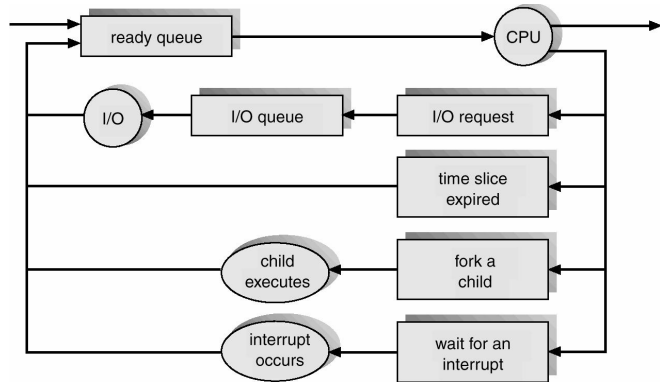 ready queue
CPU
I/O
I/O queue
I/O request
time slice
expired
child
executes
fork a
child
interrupt
occurs
wait for an
interrupt